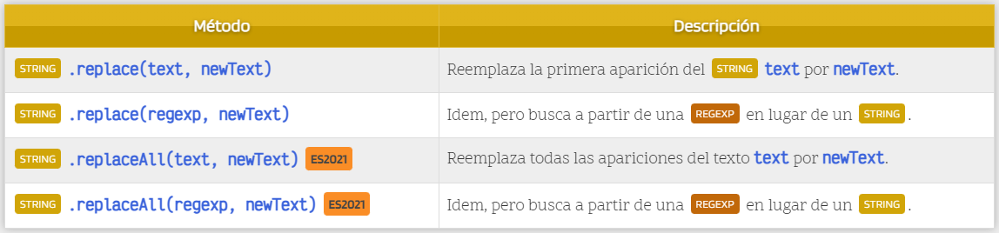 Método Descripción
STRING .replace(text, newText) Reemplaza la primera aparición del STRING text por newText.
STRING .replace(regexp, newText) Idem, pero busca a partir de una REGEXP en lugar de un STRING .
STRING .replaceAll(text, newText) ES2021 Reemplaza todas las apariciones del texto text por newText.
STRING .replaceAll(regexp, newText) ES2021 Idem, pero busca a partir de una REGEXP en lugar de un STRING .